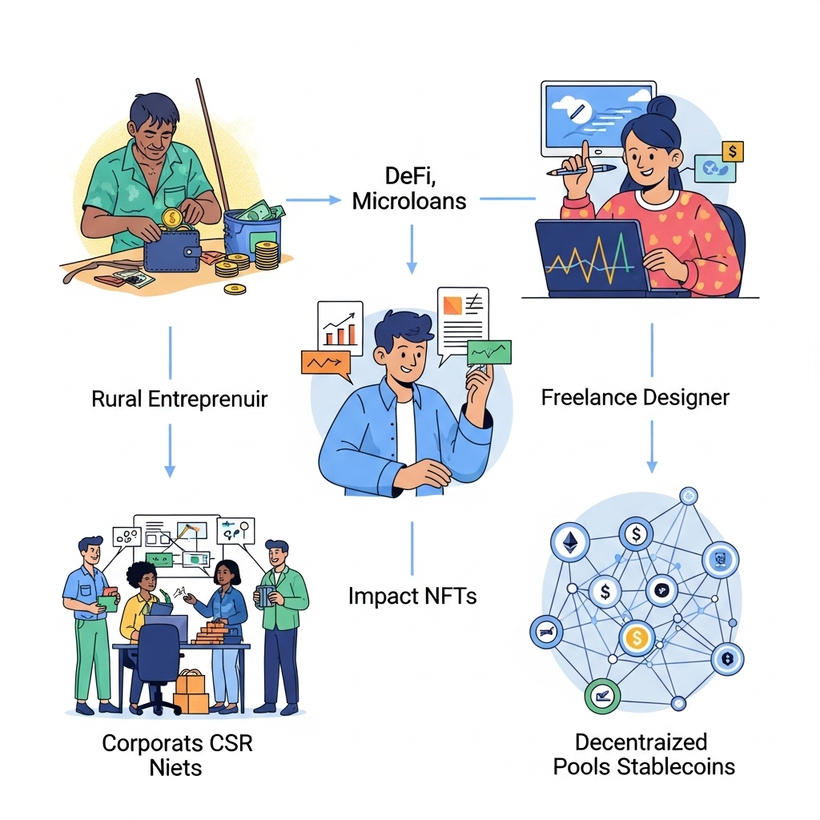 DeFi,
Microloans
Rural Entreprenuir
Freelance Designer
Impact NFTs
Corporats CSR
Niets
Decentraized
Pools Stablecoins